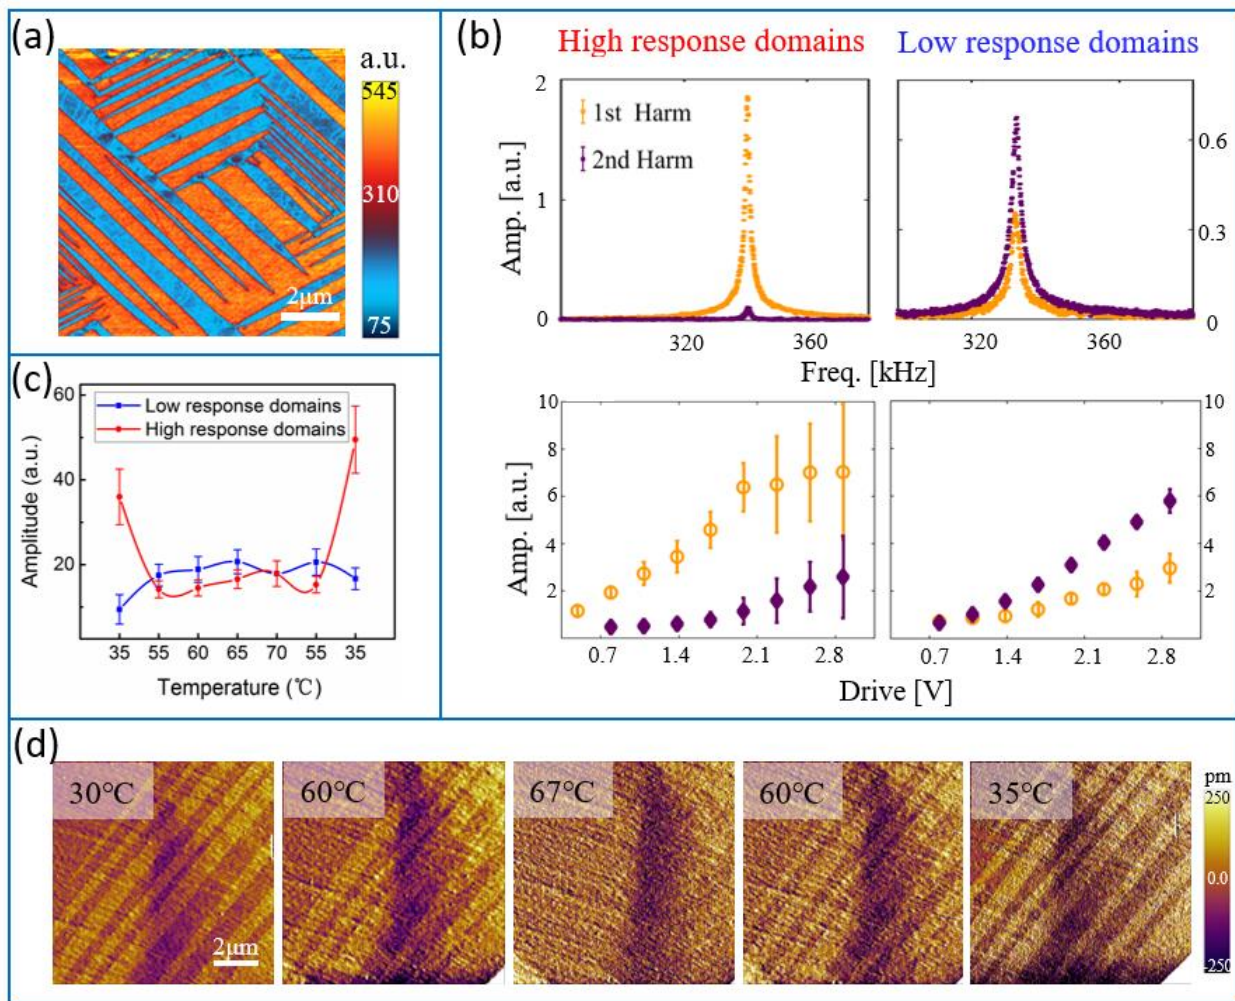 (a)
a.u.
545
310
75
2μm
(b)
High response domains
Low response domains
2
1
0
Amp. [a.u.]
1st Harm
2nd Harm
0.6
0.3
0
320
360
320
360
Freq. [kHz]
10
8
6
4
2
Amp. [a.u.]
10
8
6
4
2
0.7
1.4
2.1
2.8
0.7
1.4
2.1
2.8
Drive [V]
(c)
60
40
20
Amplitude (a.u.)
Low response domains
High response domains
35
55
60
65
70
55
35
Temperature (℃)
(d)
30°C
60°C
67°C
60°C
35°C
2μm
pm
250
0.0
-250